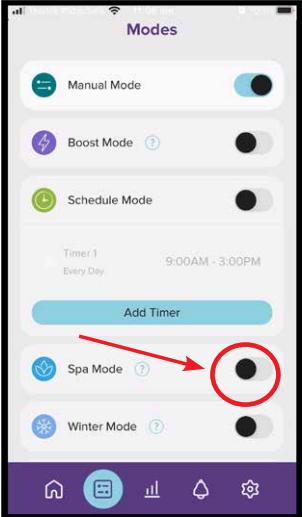 Modes
Manual Mode
Boost Mode ?
Schedule Mode
Timer 1
9:00AM - 3:00PM
Every Day
Add Timer
Spa Mode ?
Winter Mode ?